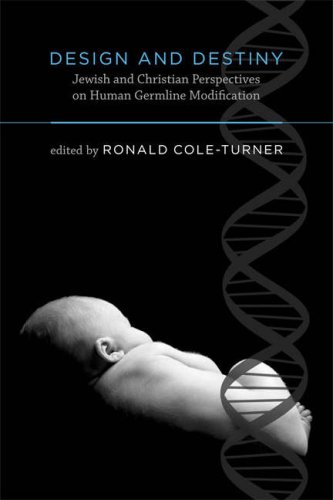 DESIGN AND DESTINY
Jewish and Christian Perspectives
on Human Germline Modification
edited by RONALD COLE-TURNER